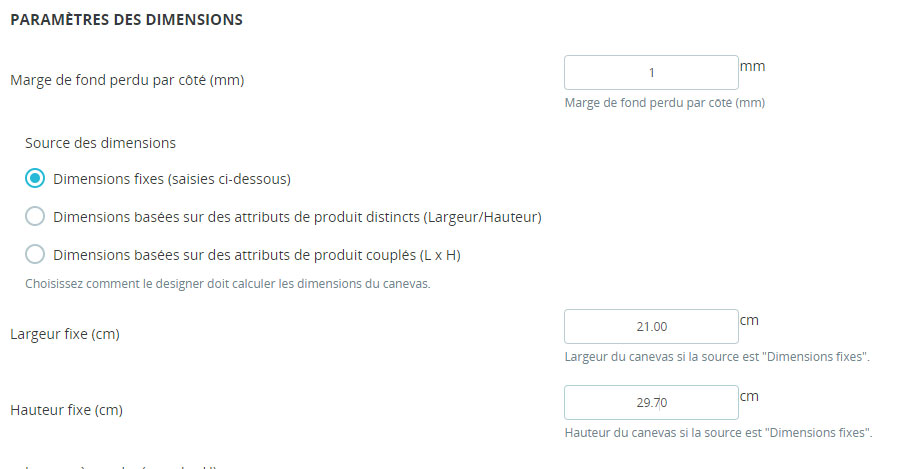 PARAMÈTRES DES DIMENSIONS
Marge de fond perdu par côté (mm)
1
mm
Marge de fond perdu par côté (mm)
Source des dimensions
Dimensions fixes (saisies ci-dessous)
Dimensions basées sur des attributs de produit distincts (Largeur/Hauteur)
Dimensions basées sur des attributs de produit couplés (L x H)
Choisissez comment le designer doit calculer les dimensions du canevas.
Largeur fixe (cm)
21.00
cm
Largeur du canevas si la source est "Dimensions fixes".
Hauteur fixe (cm)
29.70
cm
Hauteur du canevas si la source est "Dimensions fixes".